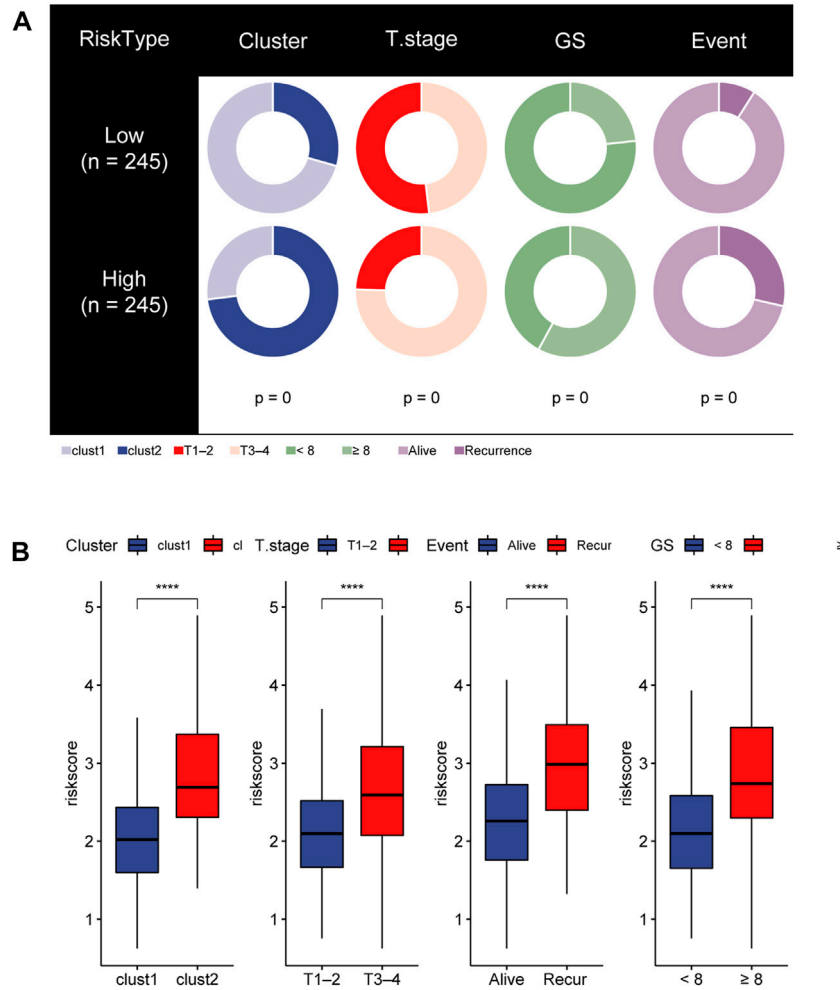 A
RiskType Cluster T.stage GS Event
Low
(n = 245)
High
(n = 245)
p = 0 p = 0 p = 0 p = 0
clust1 clust2 T1–2 T3–4 < 8 ≥ 8 Alive Recurrence
B
Cluster clust1 cl T.stage T1–2 Event Alive Recur GS < 8 ≥
**** **** **** ****
5 5 5 5
4 4 4 4
3 3 3 3
riskscore riskscore riskscore riskscore
2 2 2 2
1 1 1 1
clust1 clust2 T1–2 T3–4 Alive Recur < 8 ≥ 8